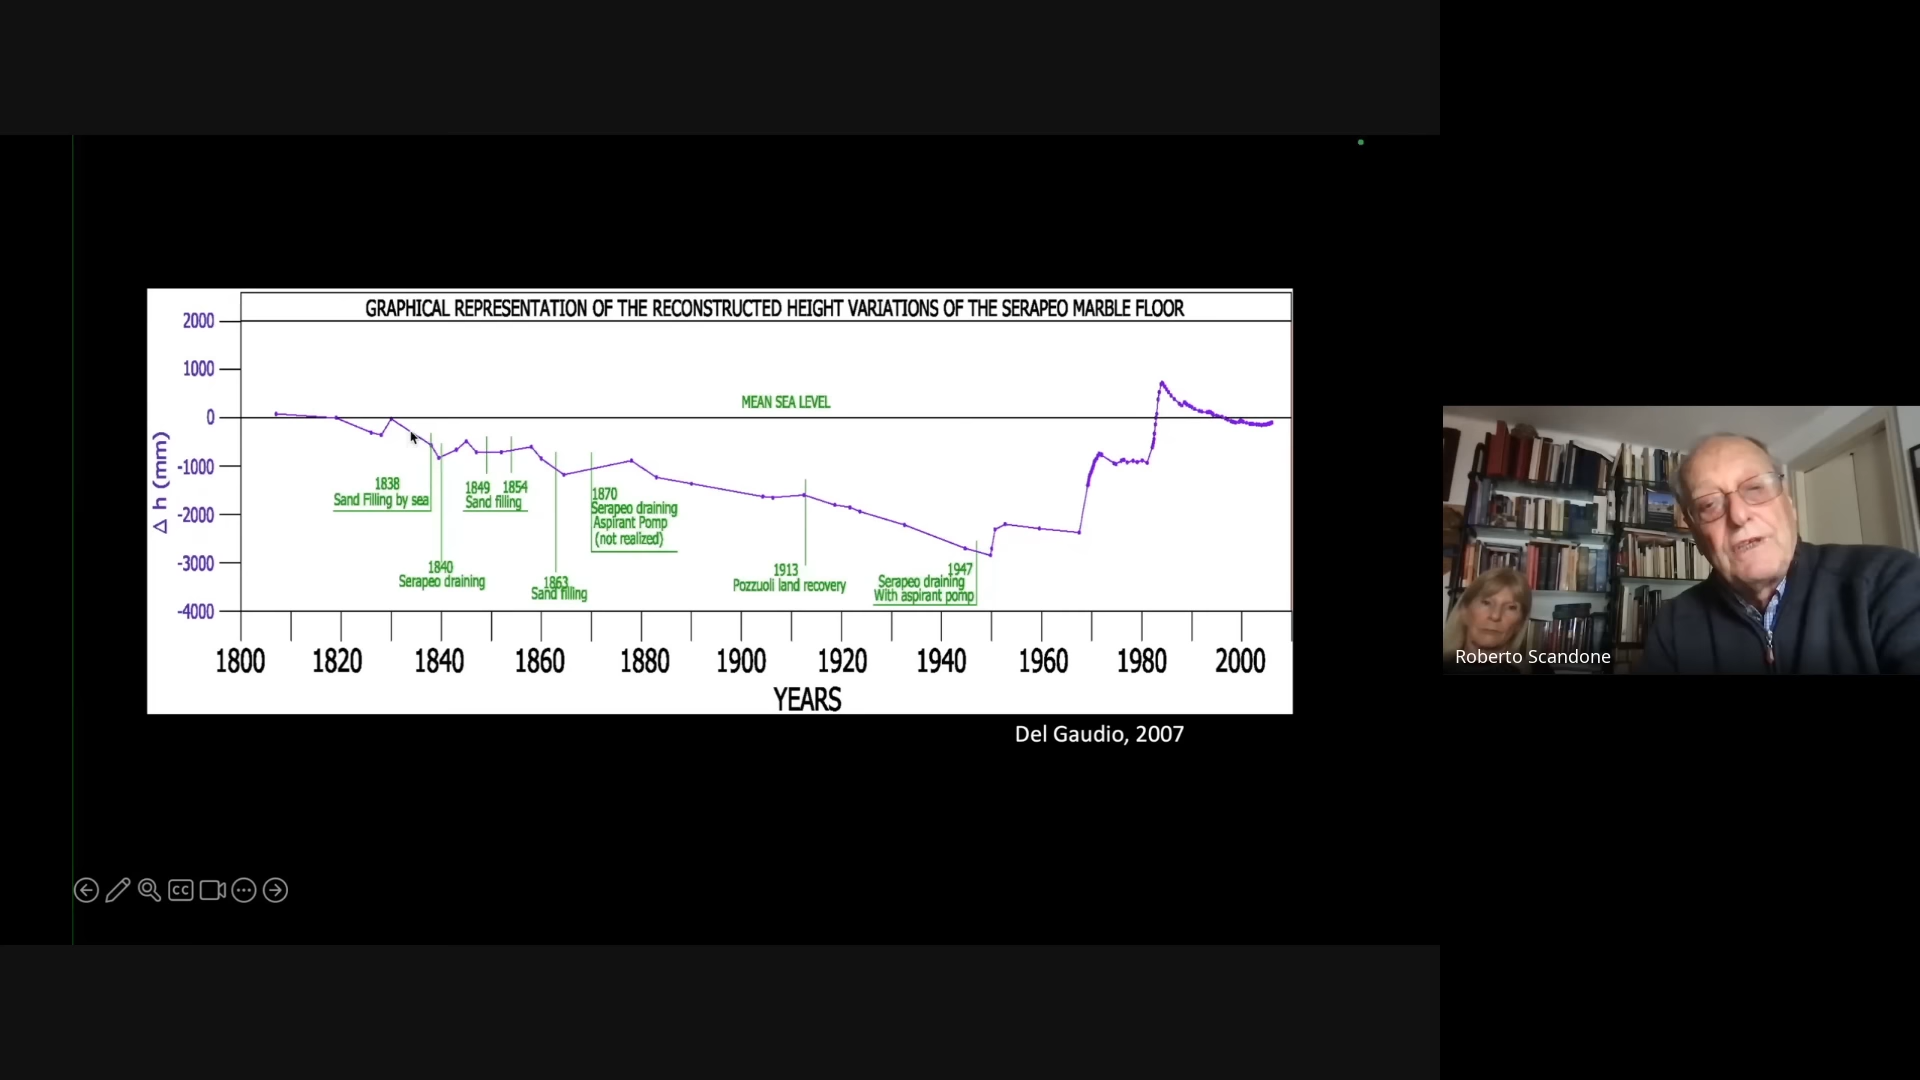 GRAPHICAL REPRESENTATION OF THE RECONSTRUCTED HEIGHT VARIATIONS OF THE SERAPEO MARBLE FLOOR
2000
1000
0
-1000
-2000
-3000
-4000
Δ h (mm)
MEAN SEA LEVEL
1838
Sand Filling by sea
1840
Serapeo draining
1849 1854
Sand filling
1863
Sand filling
1870
Serapeo draining
Aspirant Pomp
(not realized)
1913
Pozzuoli land recovery
1947
Serapeo draining
With aspirant pomp
1800 1820 1840 1860 1880 1900 1920 1940 1960 1980 2000
YEARS
Del Gaudio, 2007
CC
Roberto Scandone